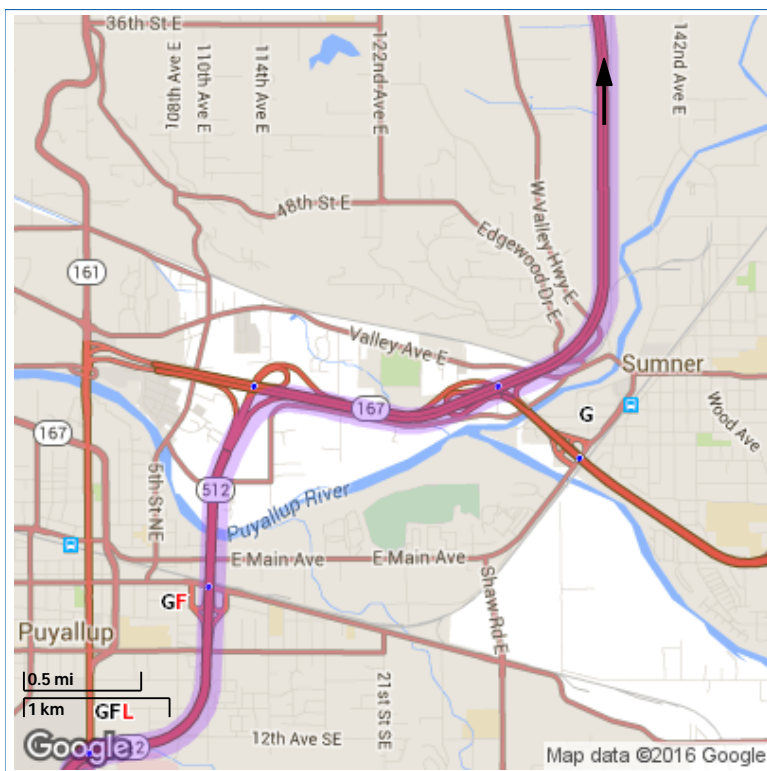 36th St E
108th Ave E
110th Ave E
114th Ave E
122nd Ave E
142nd Ave E
48th St E
W Valley Hwy E
Edgewood Dr E
161
Valley Ave E
Sumner
167
G
Wood Ave
167
5th St NE
512
Puyallup River
E Main Ave
E Main Ave
Shaw Rd E
GF
Puyallup
0.5 mi
1 km
GFL
21st St SE
12th Ave SE
Google
Map data ©2016 Google